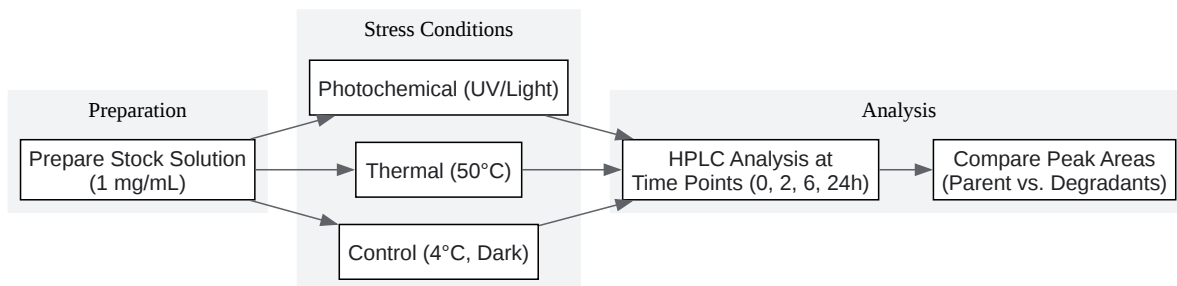 Preparation
Prepare Stock Solution
(1 mg/mL)
Stress Conditions
Photochemical (UV/Light)
Thermal (50°C)
Control (4°C, Dark)
Analysis
HPLC Analysis at
Time Points (0, 2, 6, 24h)
Compare Peak Areas
(Parent vs. Degradants)